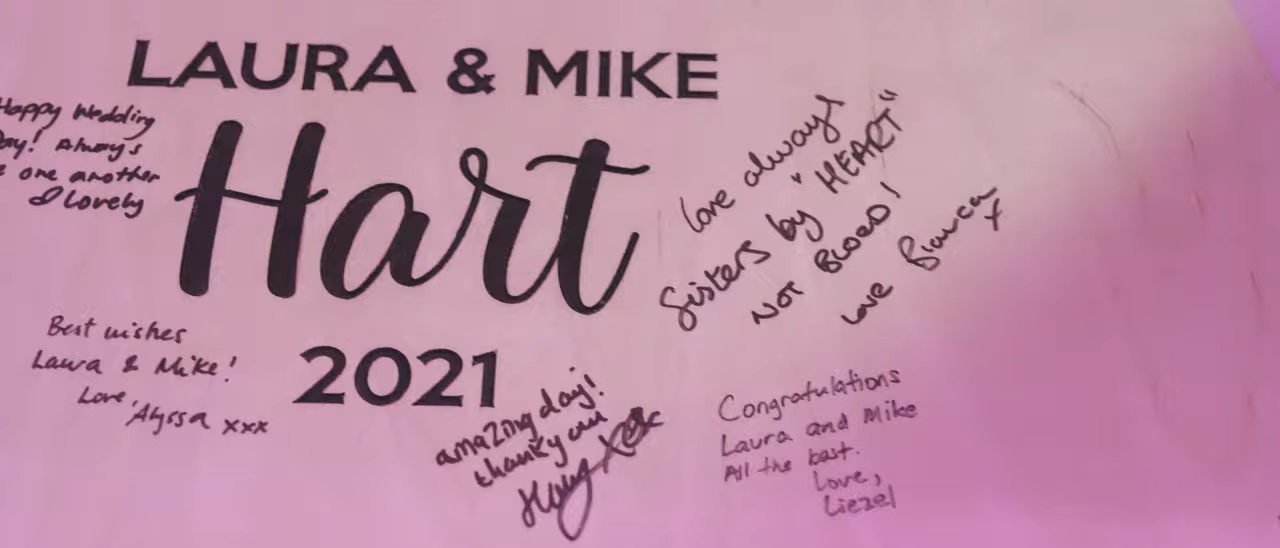 LAURA & MIKE
Hart
2021
Happy Wedding
Day! Always
one another
& lovely
Best wishes
Laura & Mike!
Love,
Alyssa xxx
amazing day!
thankyou
love always
Sisters by "HEART"
NOT BLOOD!
love Bianca
x
Congratulations
Laura and Mike
All the best.
Love,
Liezel